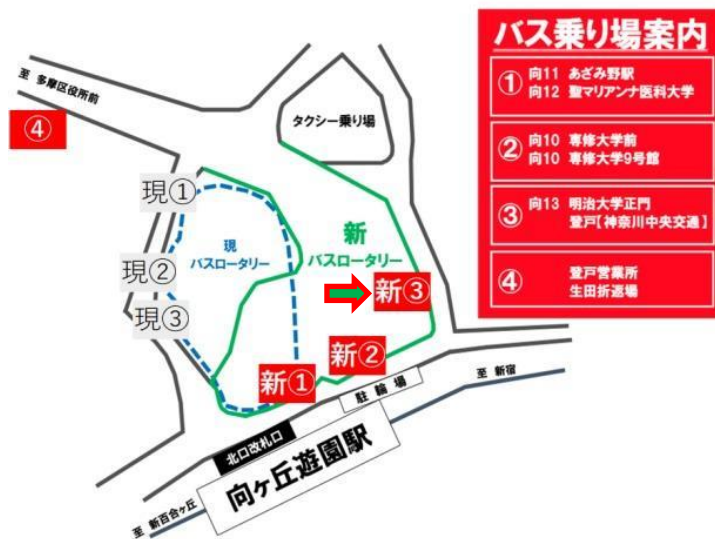 バス乗り場案内
① 向11 あざみ野駅
向12 聖マリアンナ医科大学
② 向10 専修大学前
向10 専修大学9号館
③ 向13 明治大学正門
登戸【神奈川中央交通】
④ 登戸営業所
生田折返場
至 多摩区役所前
④
タクシー乗り場
現①
現
バスロータリー
新
バスロータリー
現②
現③
新③
新②
新①
駐輪場
至 新宿
北口改札口
向ヶ丘遊園駅
至 新百合ヶ丘